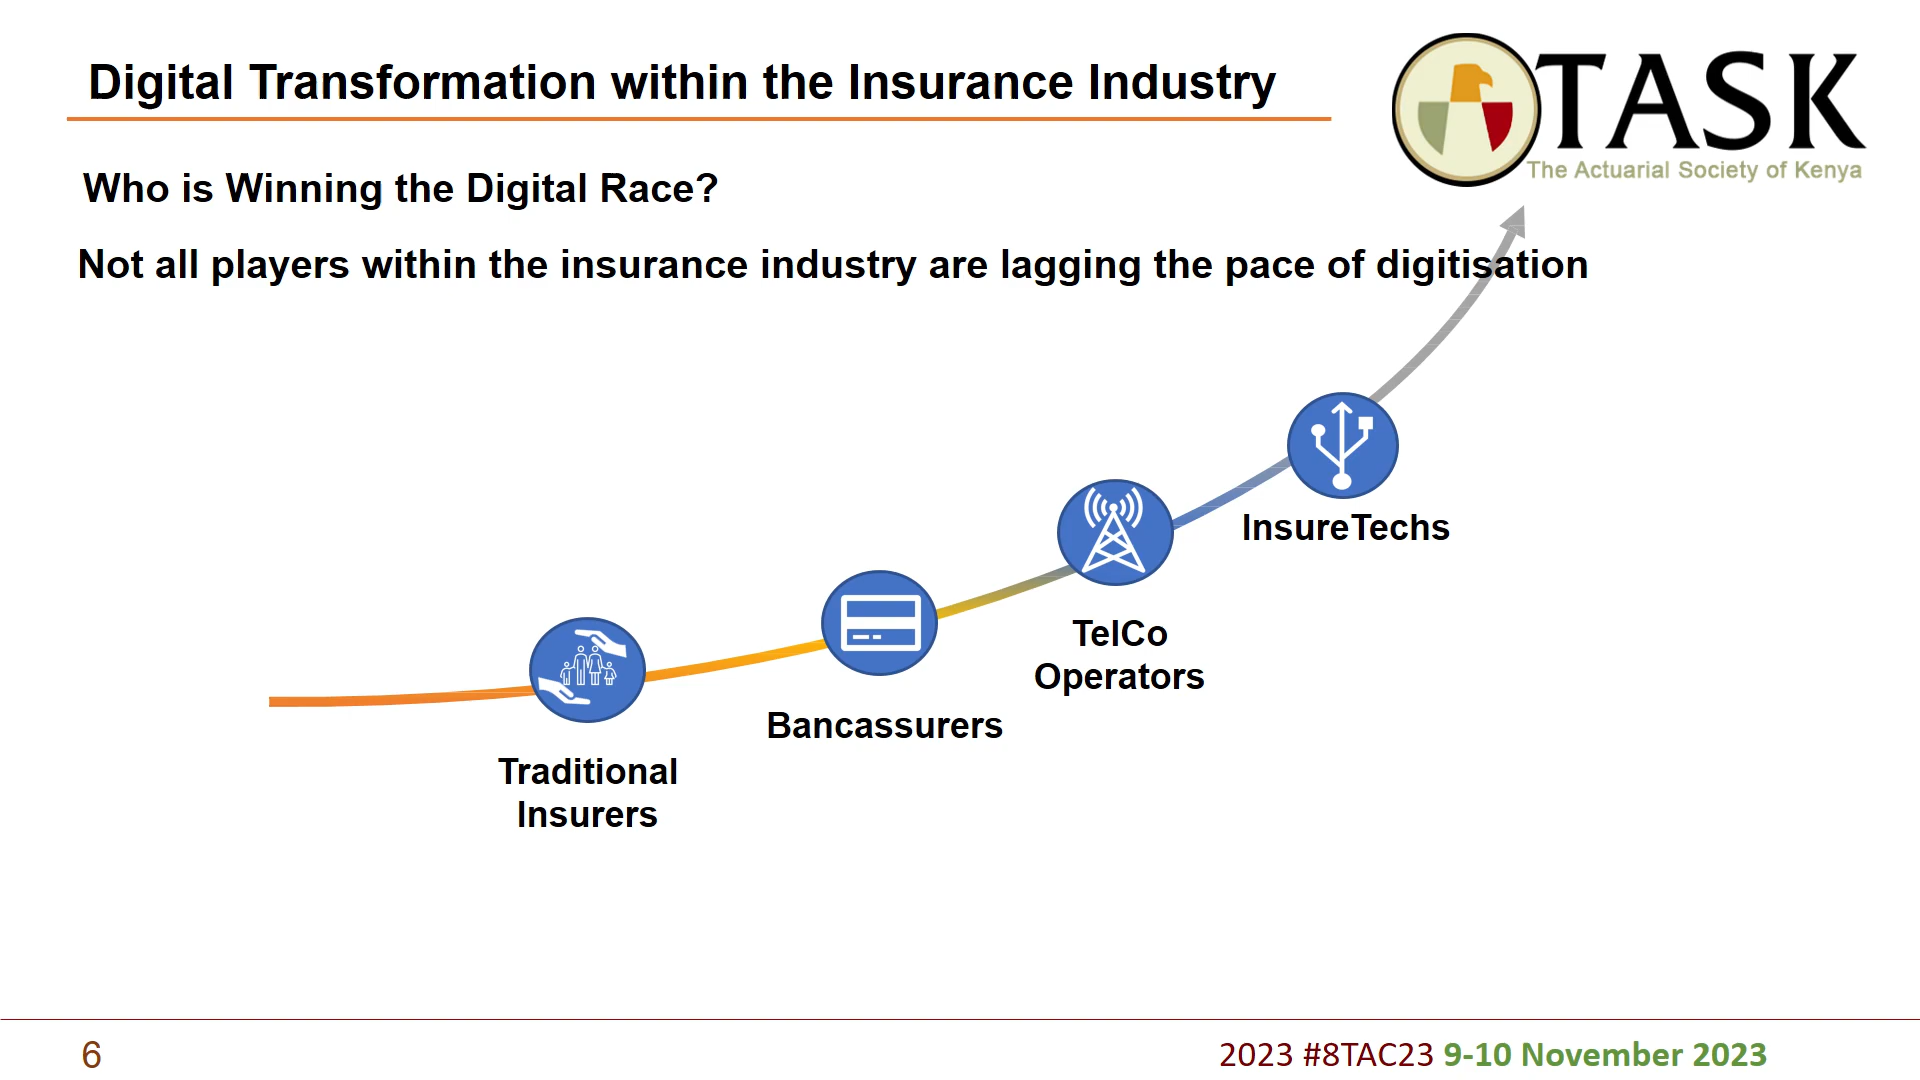 Digital Transformation within the Insurance Industry
TASK
The Actuarial Society of Kenya
Who is Winning the Digital Race?
Not all players within the insurance industry are lagging the pace of digitisation
InsureTechs
TelCo
Operators
Bancassurers
Traditional
Insurers
6
2023 #8TAC23 9-10 November 2023